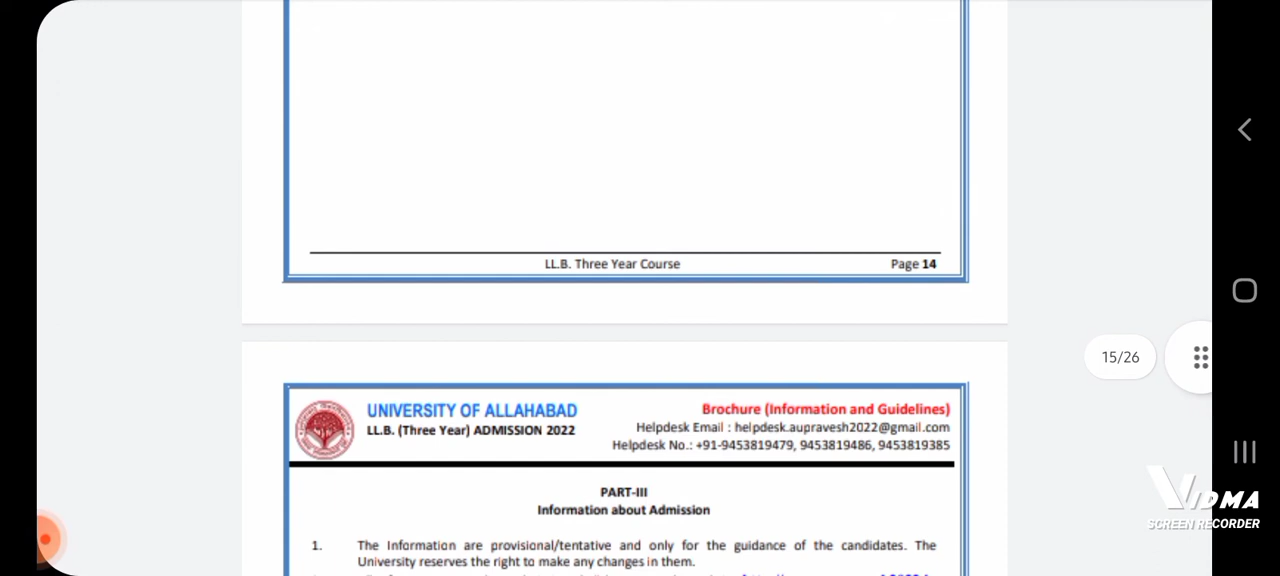 LL.B. Three Year Course Page 14
15/26
UNIVERSITY OF ALLAHABAD
LL.B. (Three Year) ADMISSION 2022
Brochure (Information and Guidelines)
Helpdesk Email : helpdesk.aupravesh2022@gmail.com
Helpdesk No.: +91-9453819479, 9453819486, 9453819385
PART-III
Information about Admission
1. The Information are provisional/tentative and only for the guidance of the candidates. The
University reserves the right to make any changes in them.
VIDMA
SCREEN RECORDER